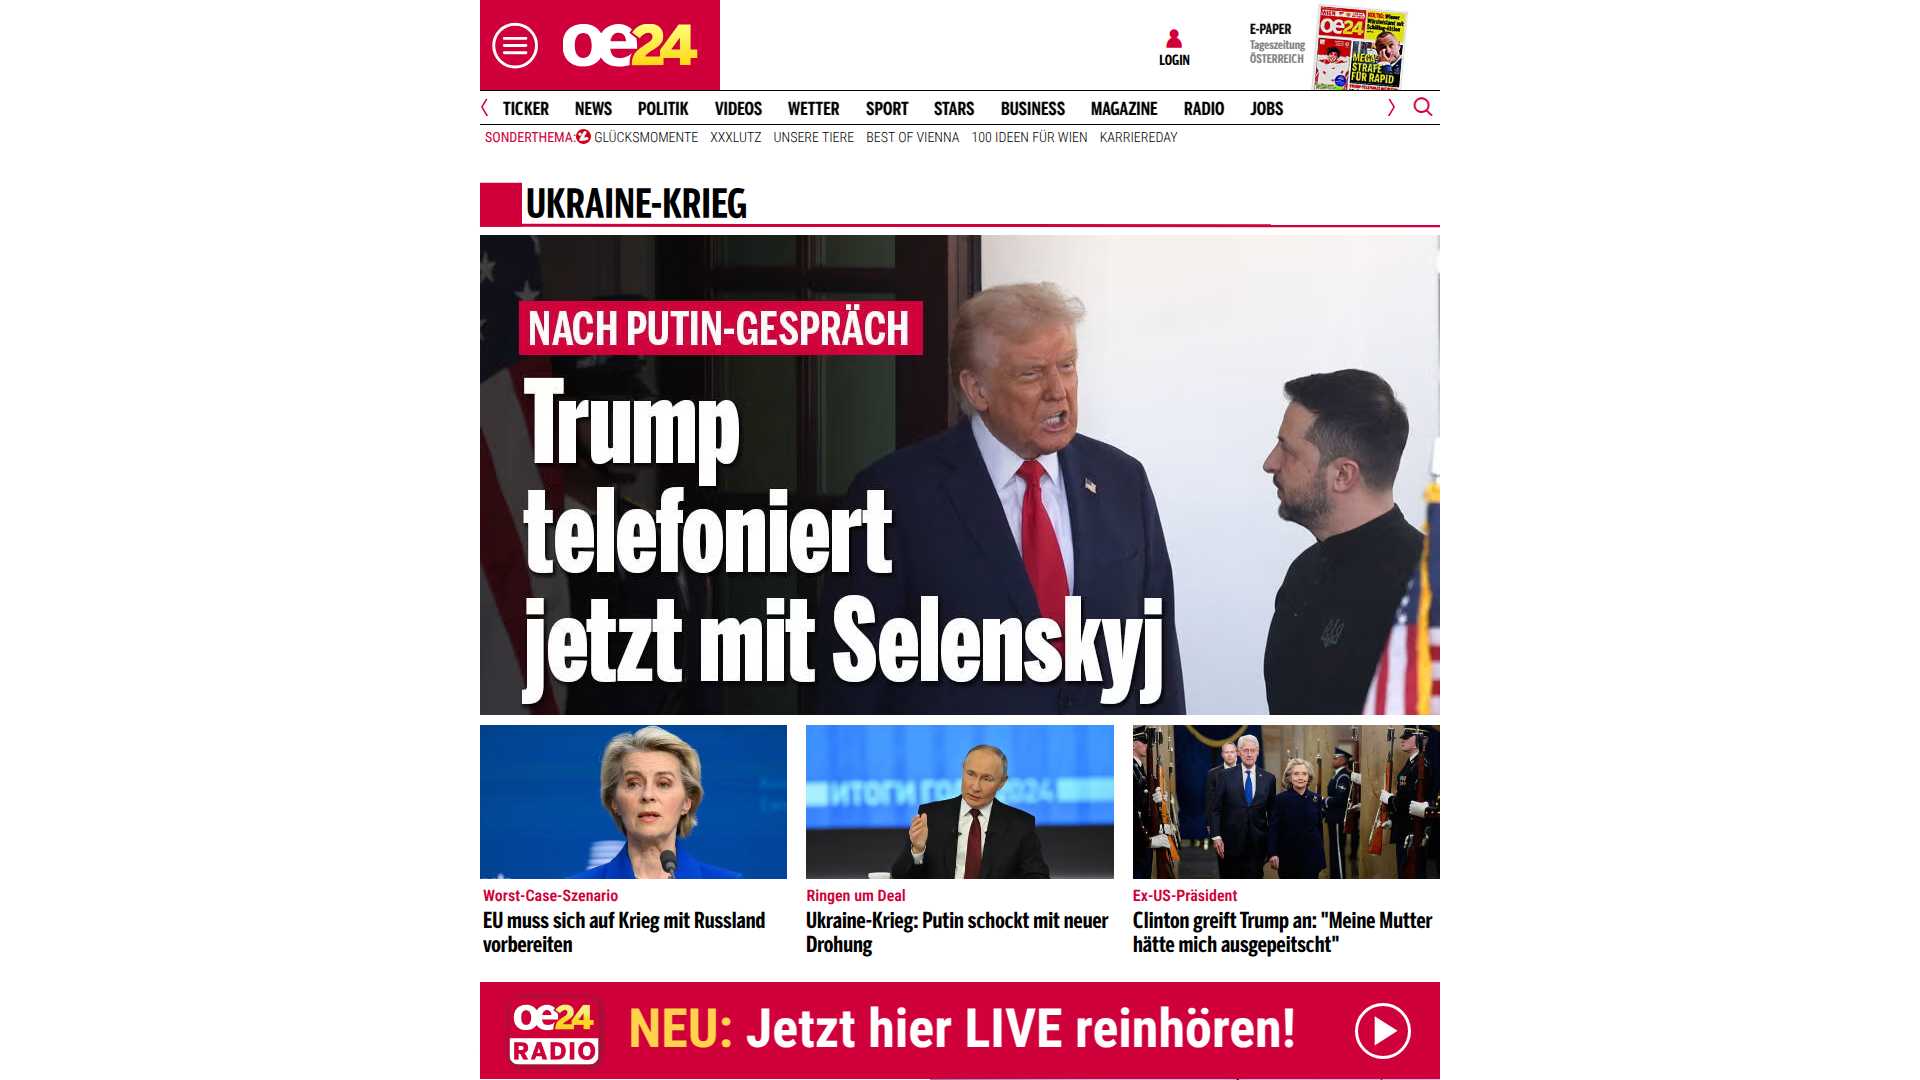 oe24
LOGIN
E-PAPER
Tageszeitung
ÖSTERREICH
oe24
MEGA-
STRAFE
FÜR RAPID
TICKER NEWS POLITIK VIDEOS WETTER SPORT STARS BUSINESS MAGAZINE RADIO JOBS
SONDERTHEMA: GLÜCKSMOMENTE XXXLUTZ UNSERE TIERE BEST OF VIENNA 100 IDEEN FÜR WIEN KARRIEREDAY
UKRAINE-KRIEG
NACH PUTIN-GESPRÄCH
Trump
telefoniert
jetzt mit Selenskyj
ИТОГИ ГОДА 2024
Worst-Case-Szenario
EU muss sich auf Krieg mit Russland
vorbereiten
Ringen um Deal
Ukraine-Krieg: Putin schockt mit neuer
Drohung
Ex-US-Präsident
Clinton greift Trump an: "Meine Mutter
hätte mich ausgepeitscht"
oe24
RADIO
NEU: Jetzt hier LIVE reinhören!